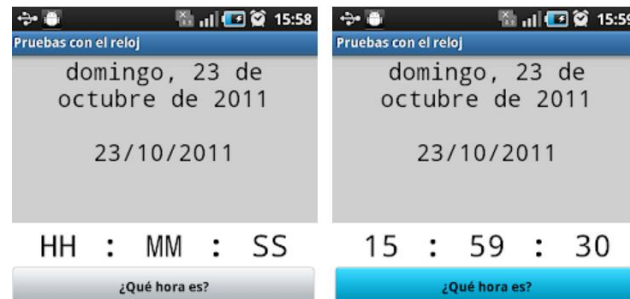 15:58
Pruebas con el reloj
domingo, 23 de
octubre de 2011
23/10/2011
HH : MM : SS
¿Qué hora es?
15:59
Pruebas con el reloj
domingo, 23 de
octubre de 2011
23/10/2011
15 : 59 : 30
¿Qué hora es?